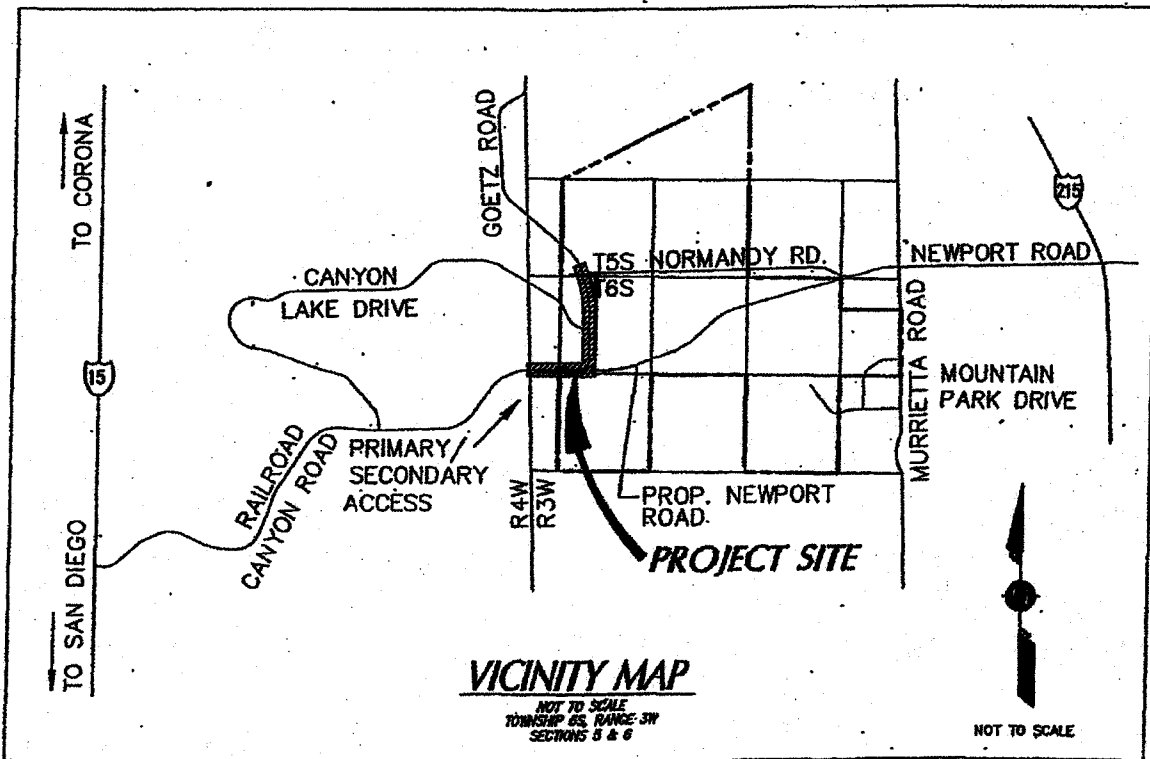 TO CORONA
15
TO SAN DIEGO
GOETZ ROAD
CANYON
LAKE DRIVE
T5S NORMANDY RD.
T6S
NEWPORT ROAD
215
MURRIETTA ROAD
MOUNTAIN
PARK DRIVE
RAILROAD
CANYON ROAD
PRIMARY
SECONDARY
ACCESS
R4W
R3W
PROP. NEWPORT
ROAD.
PROJECT SITE
VICINITY MAP
NOT TO SCALE
TOWNSHIP 6S, RANGE 3W
SECTIONS 5 & 6
NOT TO SCALE